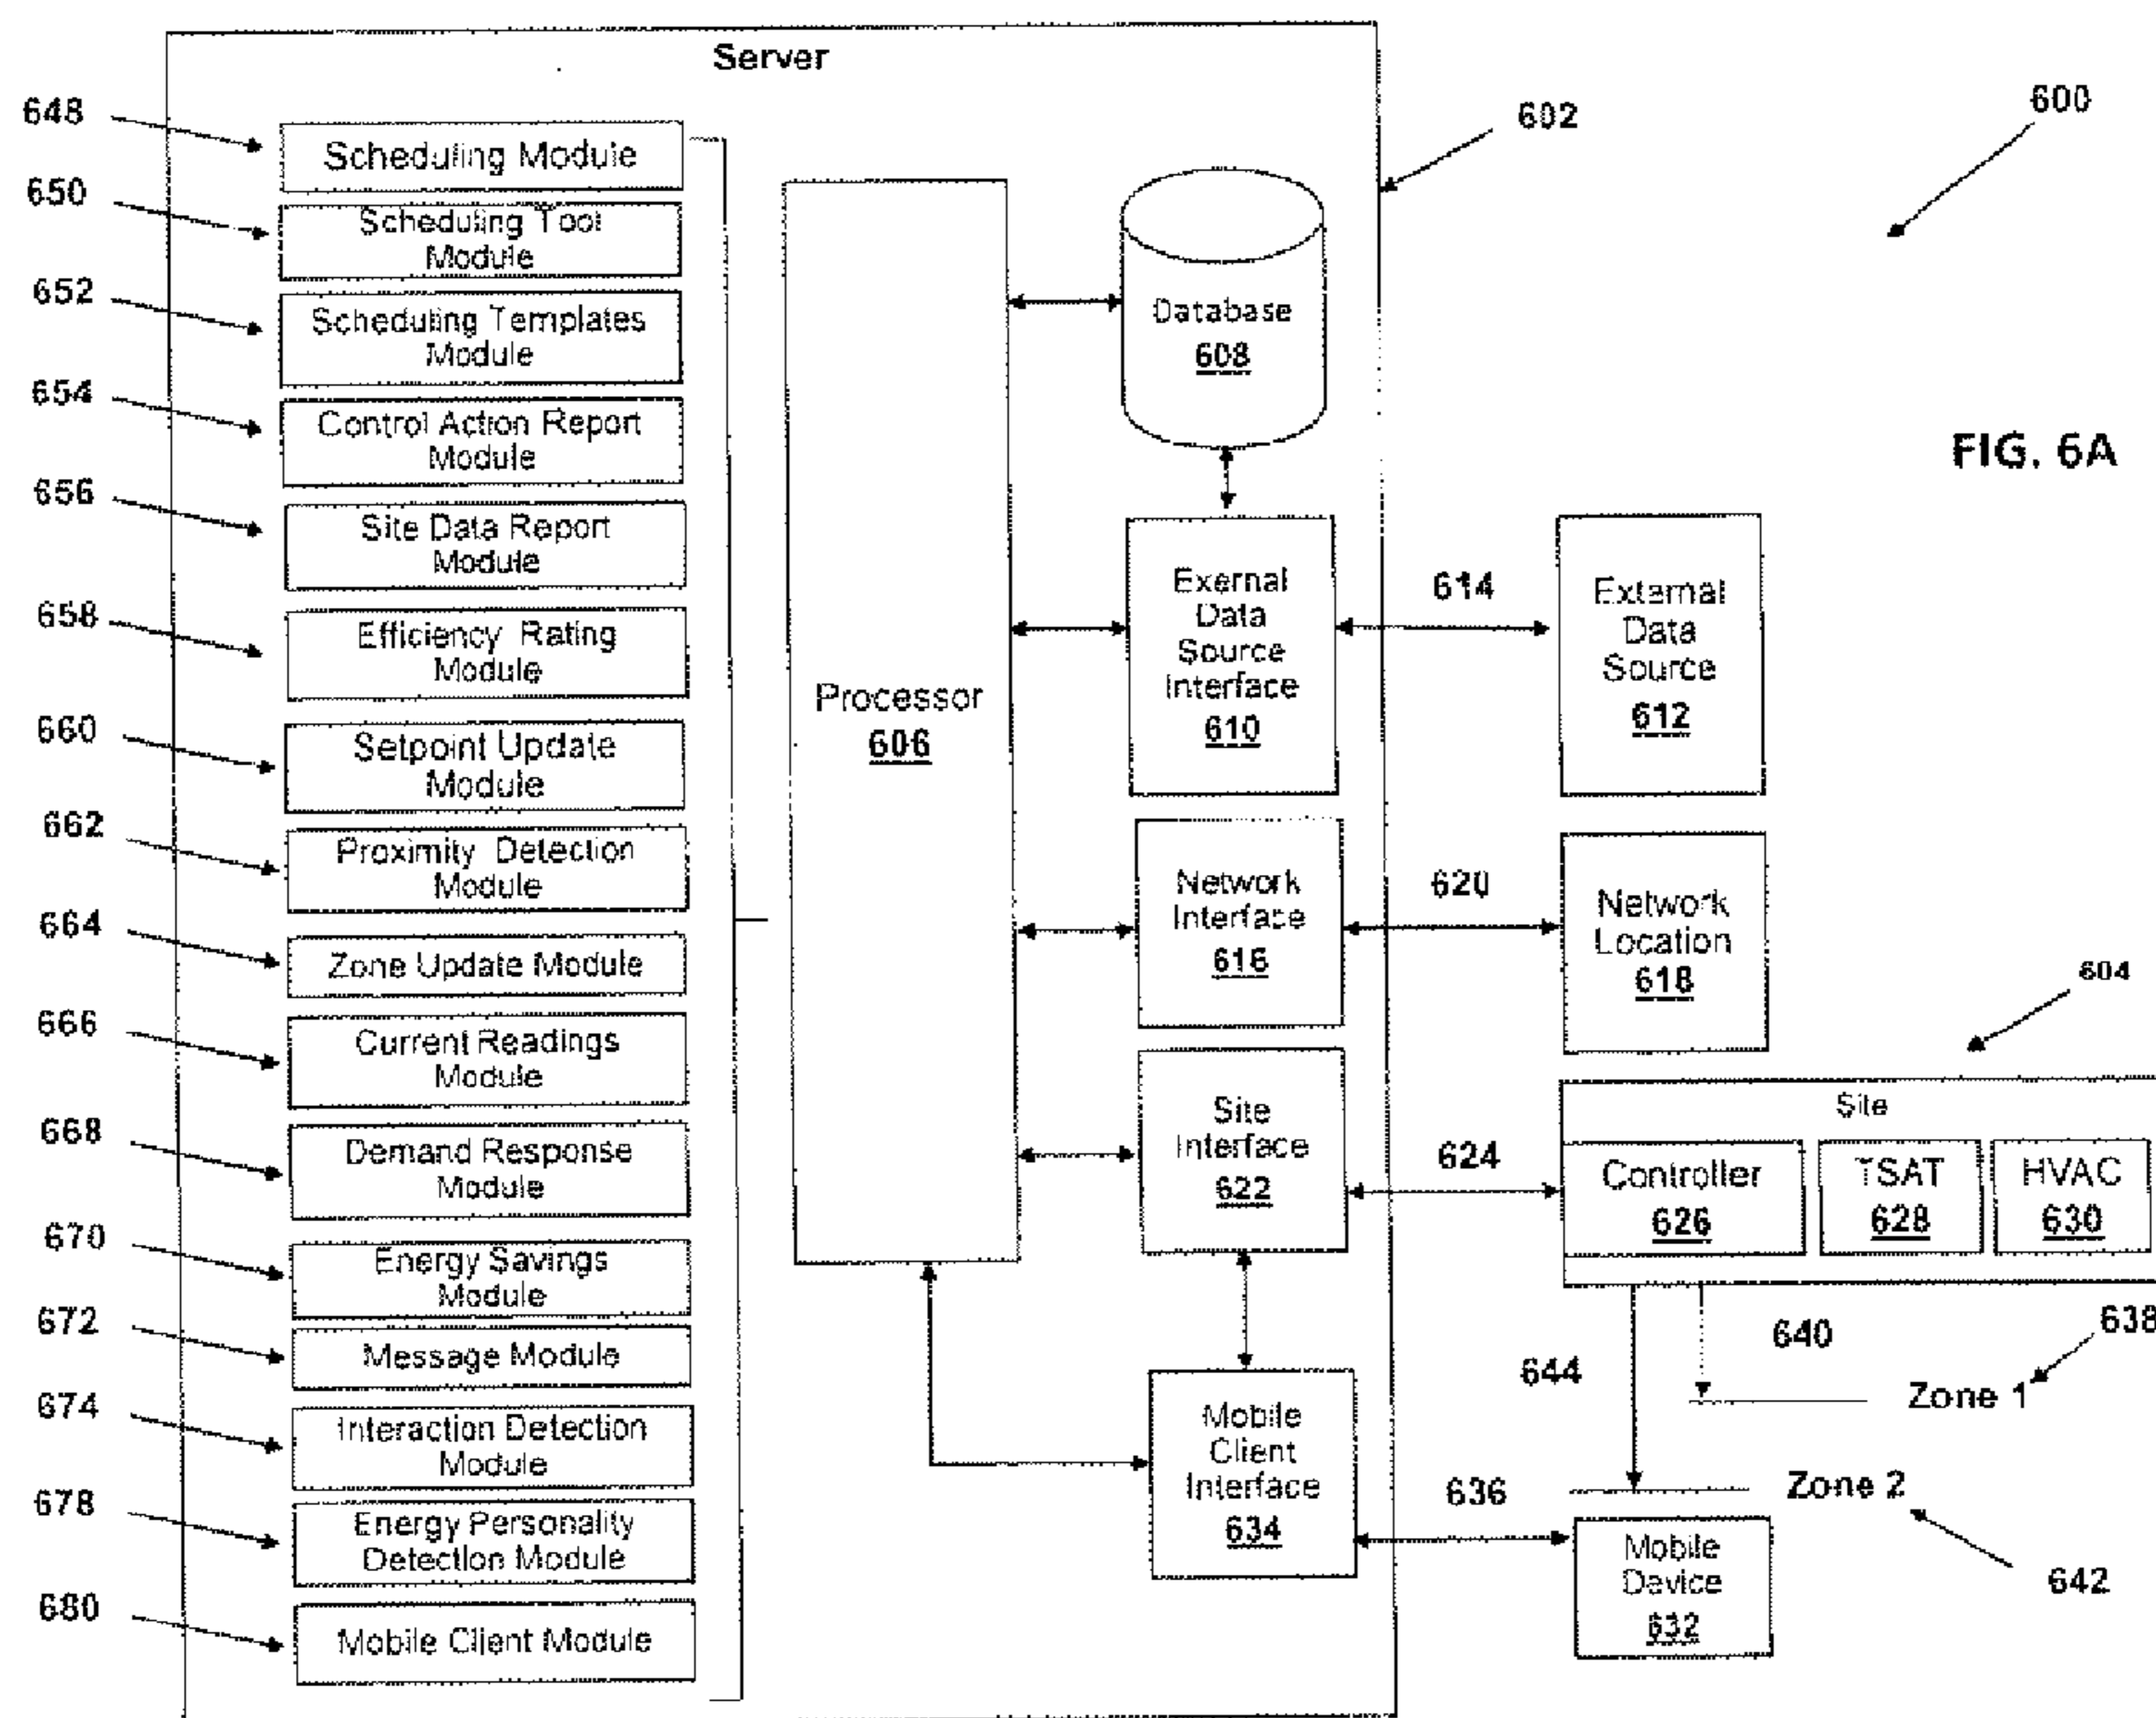 Server
648
Scheduling Module
650
Scheduling Tool
Module
652
Scheduling Templates
Module
654
Control Action Report
Module
656
Site Data Report
Module
658
Efficiency Rating
Module
660
Setpoint Update
Module
662
Proximity Detection
Module
664
Zone Update Module
666
Current Readings
Module
668
Demand Response
Module
670
Energy Savings
Module
672
Message Module
674
Interaction Detection
Module
678
Energy Personality
Detection Module
680
Mobile Client Module
Processor
606
Database
608
Exernal
Data
Source
Interface
610
Network
Interface
616
Site
Interface
622
Mobile
Client
Interface
634
602
600
FIG. 6A
614
External
Data
Source
612
620
Network
Location
618
604
Site
624
Controller
626
TSAT
628
HVAC
630
640
638
644
Zone 1
636
Zone 2
642
Mobile
Device
632